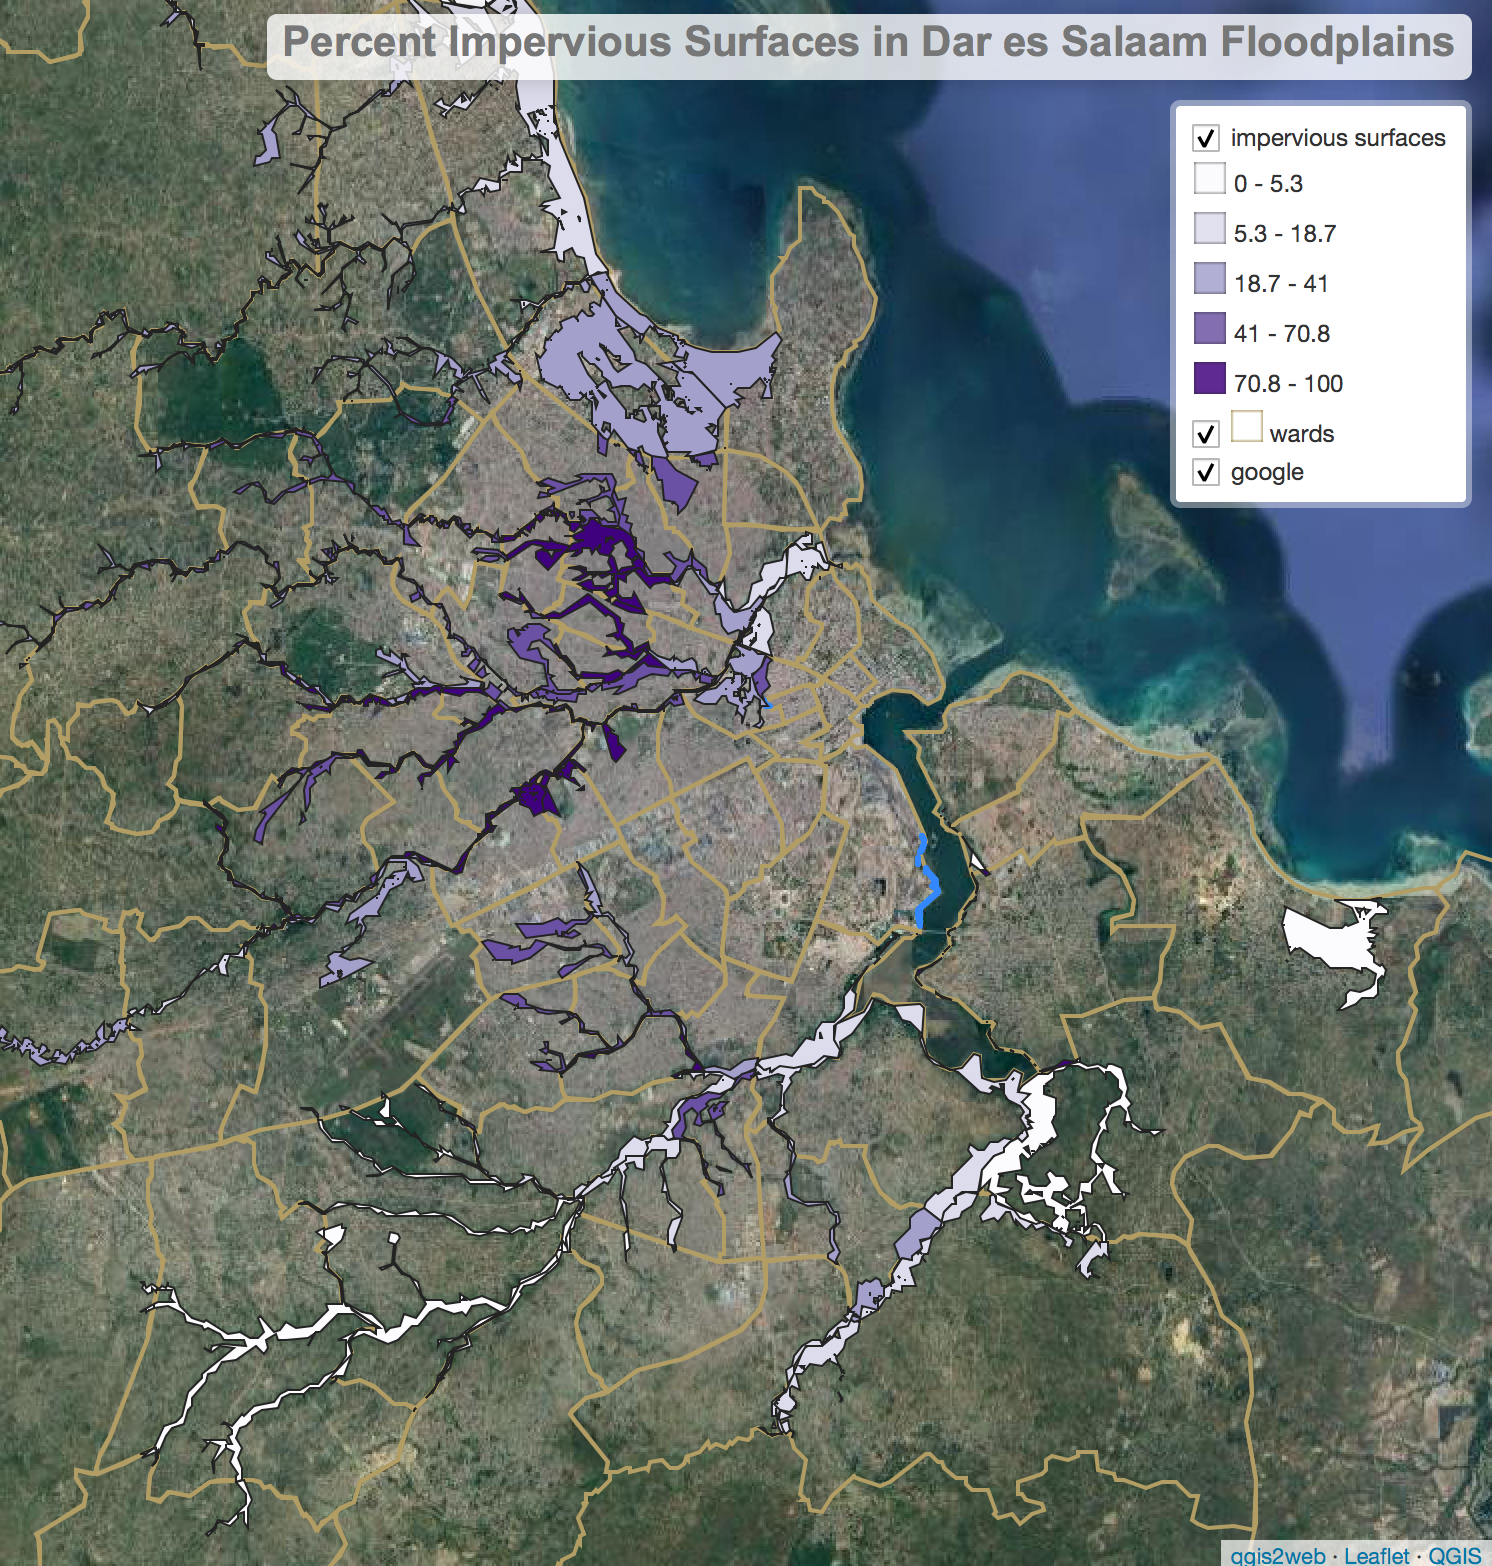 Percent Impervious Surfaces in Dar es Salaam Floodplains
impervious surfaces
0 - 5.3
5.3 - 18.7
18.7 - 41
41 - 70.8
70.8 - 100
wards
google
qgis2web · Leaflet · QGIS